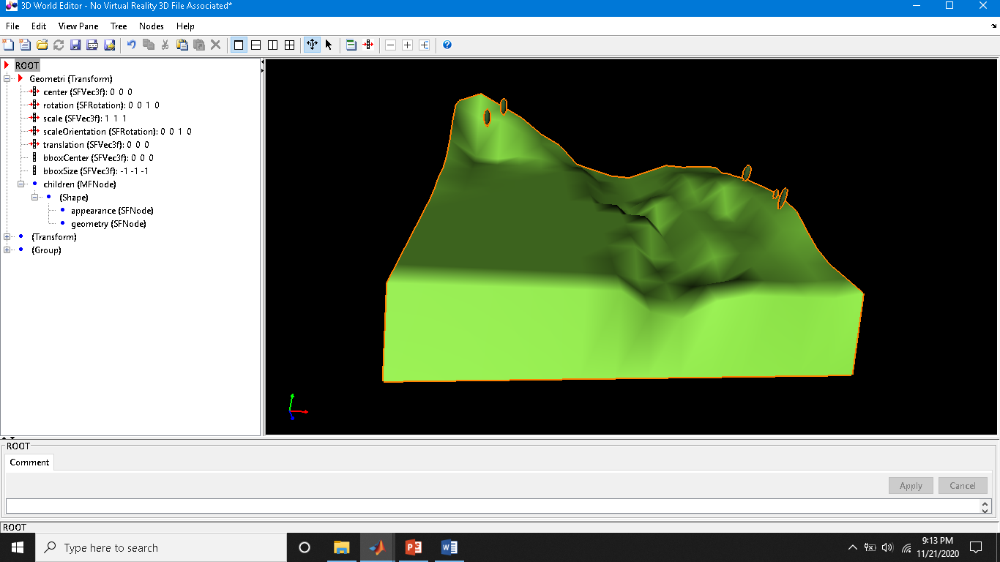 3D World Editor - No Virtual Reality 3D File Associated*
File Edit View Pane Tree Nodes Help
ROOT
Geometri (Transform)
center (SFVec3f): 0 0 0
rotation (SFRotation): 0 0 1 0
scale (SFVec3f): 1 1 1
scaleOrientation (SFRotation): 0 0 1 0
translation (SFVec3f): 0 0 0
bboxCenter (SFVec3f): 0 0 0
bboxSize (SFVec3f): -1 -1 -1
children (MFNode)
(Shape)
appearance (SFNode)
geometry (SFNode)
(Transform)
(Group)
ROOT
Comment
Apply Cancel
ROOT
Type here to search
9:13 PM
11/21/2020